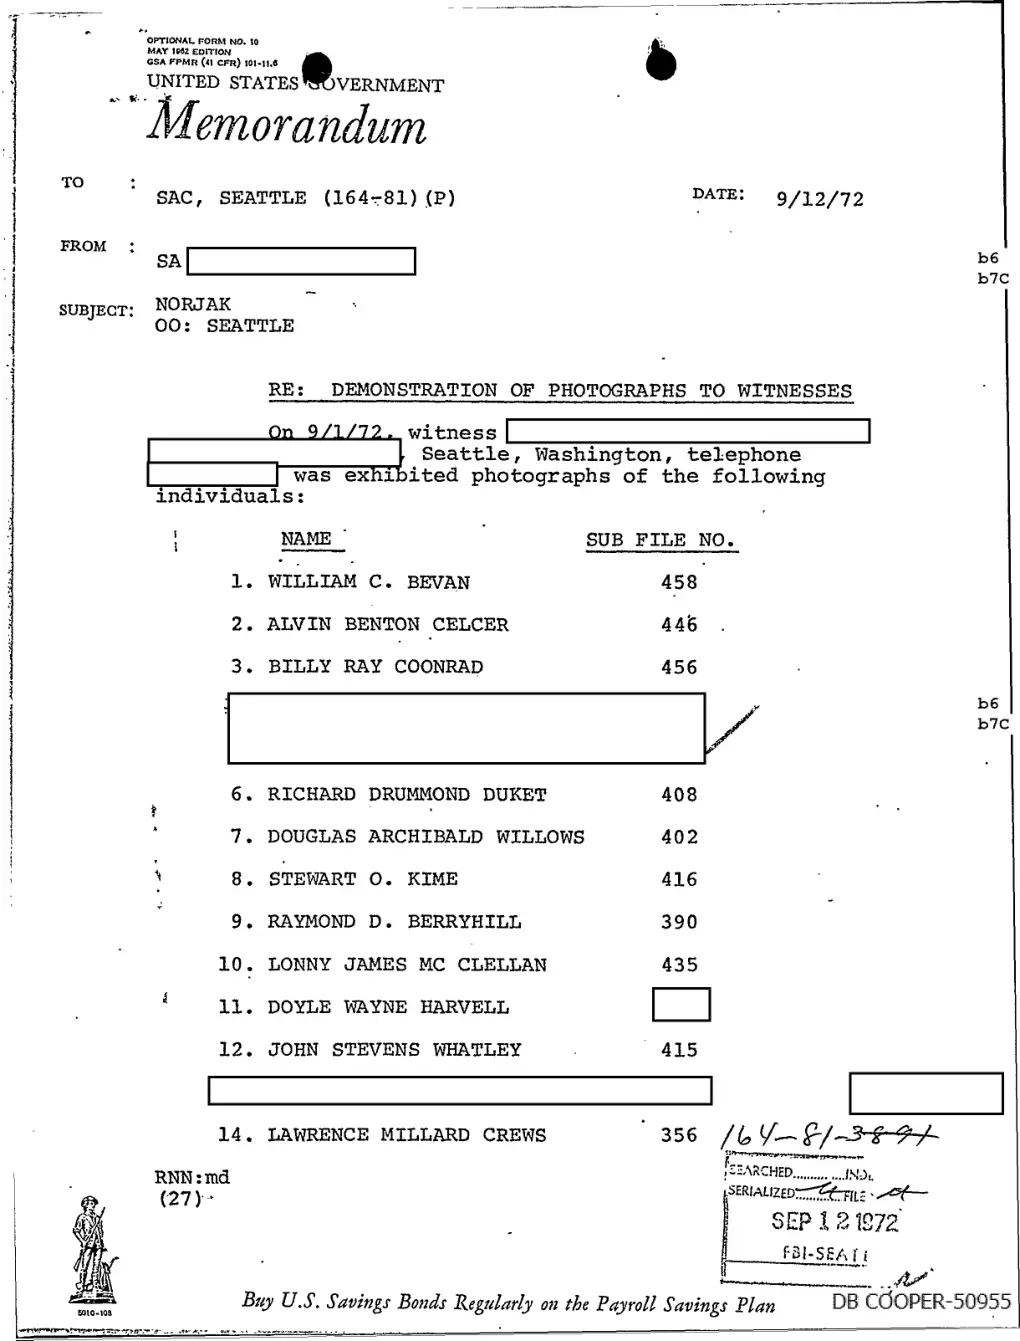 OPTIONAL FORM NO. 10
MAY 1962 EDITION
GSA FPMR (41 CFR) 101-11.6
UNITED STATES GOVERNMENT
Memorandum
TO : SAC, SEATTLE (164-81)(P) DATE: 9/12/72
FROM : SA
b6
b7C
SUBJECT: NORJAK
OO: SEATTLE
RE: DEMONSTRATION OF PHOTOGRAPHS TO WITNESSES
On 9/1/72, witness
, Seattle, Washington, telephone
was exhibited photographs of the following
individuals:
NAME SUB FILE NO.
1. WILLIAM C. BEVAN 458
2. ALVIN BENTON CELCER 446
3. BILLY RAY COONRAD 456
b6
b7C
6. RICHARD DRUMMOND DUKET 408
7. DOUGLAS ARCHIBALD WILLOWS 402
8. STEWART O. KIME 416
9. RAYMOND D. BERRYHILL 390
10. LONNY JAMES MC CLELLAN 435
11. DOYLE WAYNE HARVELL
12. JOHN STEVENS WHATLEY 415
14. LAWRENCE MILLARD CREWS 356
164-81-3891
RNN:md
(27)
SEARCHED
SERIALIZED FILE
SEP 12 1972
FBI-SEATT
5010-108
Buy U.S. Savings Bonds Regularly on the Payroll Savings Plan
DB COOPER-50955